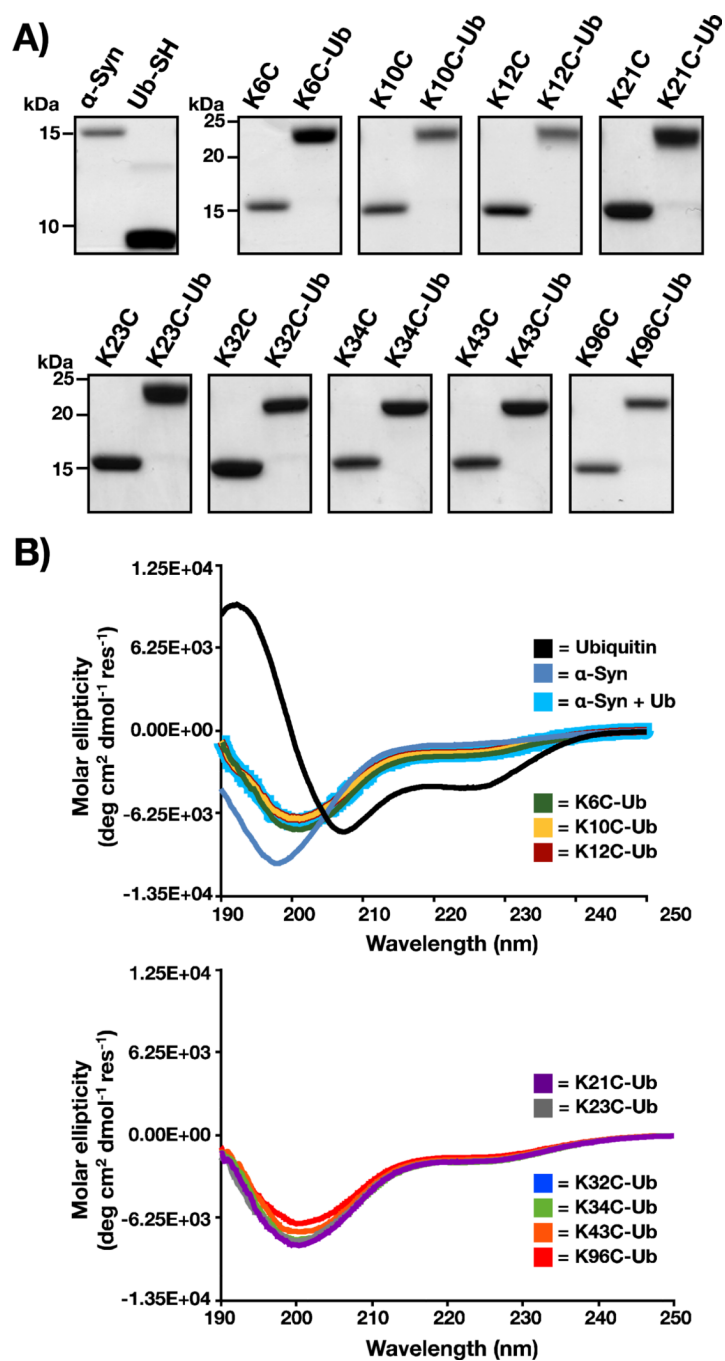 A)
α-Syn
Ub-SH
K6C
K6C-Ub
K10C
K10C-Ub
K12C
K12C-Ub
K21C
K21C-Ub
kDa
15
10
kDa
25
20
15
K23C
K23C-Ub
K32C
K32C-Ub
K34C
K34C-Ub
K43C
K43C-Ub
K96C
K96C-Ub
kDa
25
20
15
B)
Molar ellipticity
(deg cm² dmol⁻¹ res⁻¹)
1.25E+04
6.25E+03
0.00E+00
-6.25E+03
-1.35E+04
= Ubiquitin
= α-Syn
= α-Syn + Ub
= K6C-Ub
= K10C-Ub
= K12C-Ub
190 200 210 220 230 240 250
Wavelength (nm)
Molar ellipticity
(deg cm² dmol⁻¹ res⁻¹)
1.25E+04
6.25E+03
0.00E+00
-6.25E+03
-1.35E+04
= K21C-Ub
= K23C-Ub
= K32C-Ub
= K34C-Ub
= K43C-Ub
= K96C-Ub
190 200 210 220 230 240 250
Wavelength (nm)